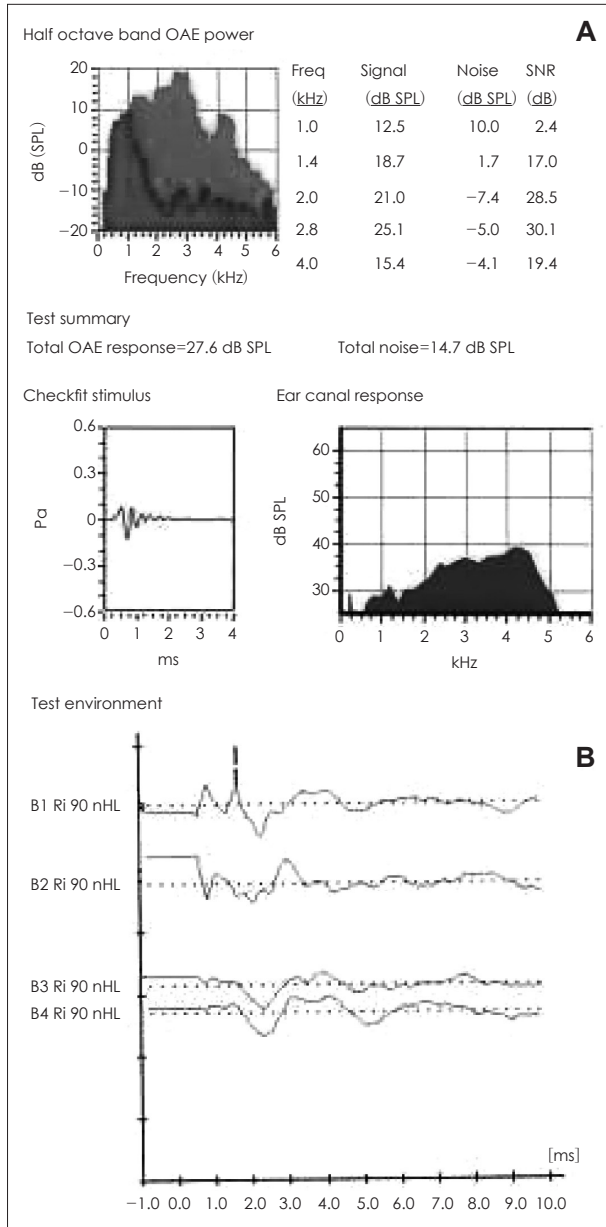 A
Half octave band OAE power
20
10
0
−10
−20
dB (SPL)
0 1 2 3 4 5 6
Frequency (kHz)
Freq Signal Noise SNR
(kHz) (dB SPL) (dB SPL) (dB)
1.0 12.5 10.0 2.4
1.4 18.7 1.7 17.0
2.0 21.0 −7.4 28.5
2.8 25.1 −5.0 30.1
4.0 15.4 −4.1 19.4
Test summary
Total OAE response=27.6 dB SPL Total noise=14.7 dB SPL
Checkfit stimulus
0.6
0.3
0
−0.3
−0.6
Pa
0 1 2 3 4
ms
Ear canal response
60
50
40
30
dB SPL
0 1 2 3 4 5 6
kHz
Test environment
B
B1 Ri 90 nHL
B2 Ri 90 nHL
B3 Ri 90 nHL
B4 Ri 90 nHL
[ms]
−1.0 0.0 1.0 2.0 3.0 4.0 5.0 6.0 7.0 8.0 9.0 10.0